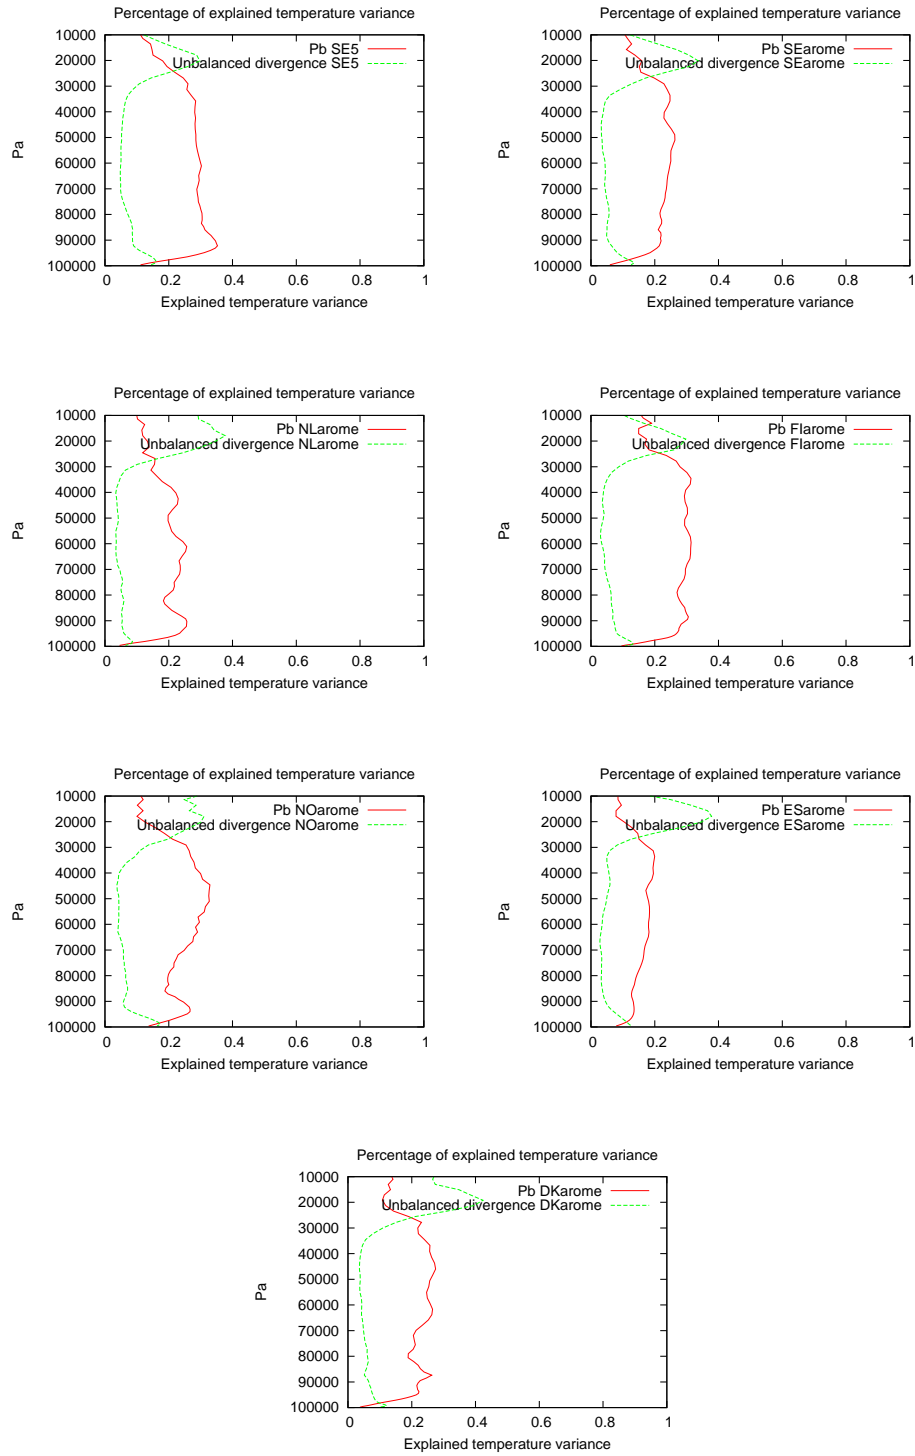 Percentage of explained temperature variance
Pb SE5
Unbalanced divergence SE5
Pa
10000
20000
30000
40000
50000
60000
70000
80000
90000
100000
0 0.2 0.4 0.6 0.8 1
Explained temperature variance
Percentage of explained temperature variance
Pb SEarome
Unbalanced divergence SEarome
Pa
10000
20000
30000
40000
50000
60000
70000
80000
90000
100000
0 0.2 0.4 0.6 0.8 1
Explained temperature variance
Percentage of explained temperature variance
Pb NLarome
Unbalanced divergence NLarome
Pa
10000
20000
30000
40000
50000
60000
70000
80000
90000
100000
0 0.2 0.4 0.6 0.8 1
Explained temperature variance
Percentage of explained temperature variance
Pb FIarome
Unbalanced divergence FIarome
Pa
10000
20000
30000
40000
50000
60000
70000
80000
90000
100000
0 0.2 0.4 0.6 0.8 1
Explained temperature variance
Percentage of explained temperature variance
Pb NOarome
Unbalanced divergence NOarome
Pa
10000
20000
30000
40000
50000
60000
70000
80000
90000
100000
0 0.2 0.4 0.6 0.8 1
Explained temperature variance
Percentage of explained temperature variance
Pb ESarome
Unbalanced divergence ESarome
Pa
10000
20000
30000
40000
50000
60000
70000
80000
90000
100000
0 0.2 0.4 0.6 0.8 1
Explained temperature variance
Percentage of explained temperature variance
Pb DKarome
Unbalanced divergence DKarome
Pa
10000
20000
30000
40000
50000
60000
70000
80000
90000
100000
0 0.2 0.4 0.6 0.8 1
Explained temperature variance